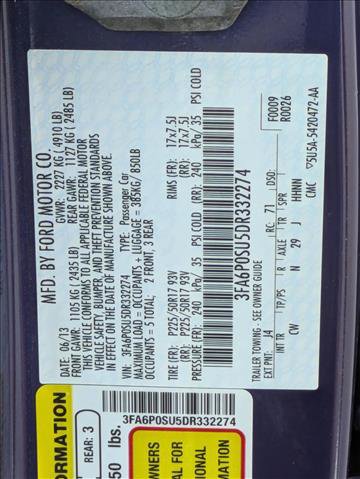 MFD. BY FORD MOTOR CO.
DATE: 06/13 GVWR: 2227 KG ( 4910 LB)
FRONT GAWR: 1105 KG ( 2435 LB) REAR GAWR: 1127 KG ( 2485 LB)
THIS VEHICLE CONFORMS TO ALL APPLICABLE FEDERAL MOTOR
VEHICLE SAFETY, BUMPER, AND THEFT PREVENTION STANDARDS
IN EFFECT ON THE DATE OF MANUFACTURE SHOWN ABOVE
VIN: 3FA6P0SU5DR332274 TYPE: Passenger Car
MAXIMUM LOAD = OCCUPANTS + LUGGAGE = 385KG/ 850LB
OCCUPANTS = 5 TOTAL: 2 FRONT, 3 REAR
TIRE (FR): P225/50R17 93V RIMS (FR): 17x7.5J
TIRE (RR): P225/50R17 93V RIMS (RR): 17x7.5J
PRESSURE (FR): 240 kPa/ 35 PSI COLD (RR): 240 kPa/ 35 PSI COLD
3FA6P0SU5DR332274
F0009
R0026
TRAILER TOWING - SEE OWNER GUIDE
EXT PNT: J4 RC: 71 DSO:
INT TR TP/PS R AXLE TR
CW N 29 J HHNN
CMC 5U5A-5420472-AA
3FA6P0SU5DR332274
ORMATION
REAR: 3
50 lbs.
WNERS
AL FOR
TIONAL
RMATION